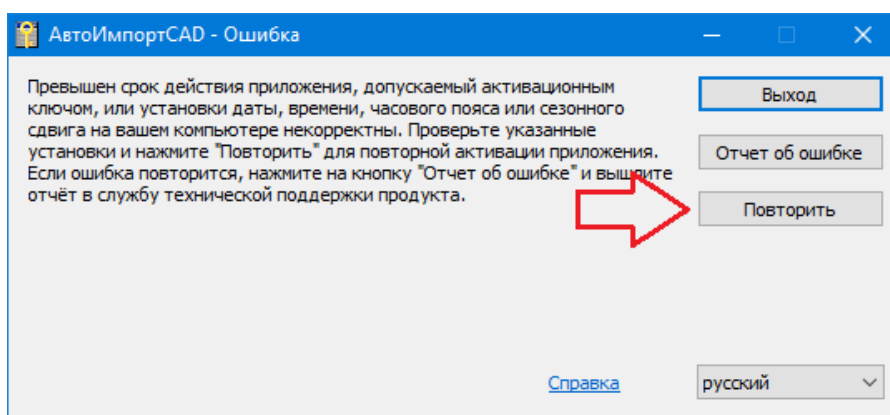 АвтоИмпортCAD - Ошибка
Превышен срок действия приложения, допускаемый активационным
ключом, или установки даты, времени, часового пояса или сезонного
сдвига на вашем компьютере некорректны. Проверьте указанные
установки и нажмите "Повторить" для повторной активации приложения.
Если ошибка повторится, нажмите на кнопку "Отчет об ошибке" и вышлите
отчёт в службу технической поддержки продукта.
Выход
Отчет об ошибке
Повторить
Справка
русский